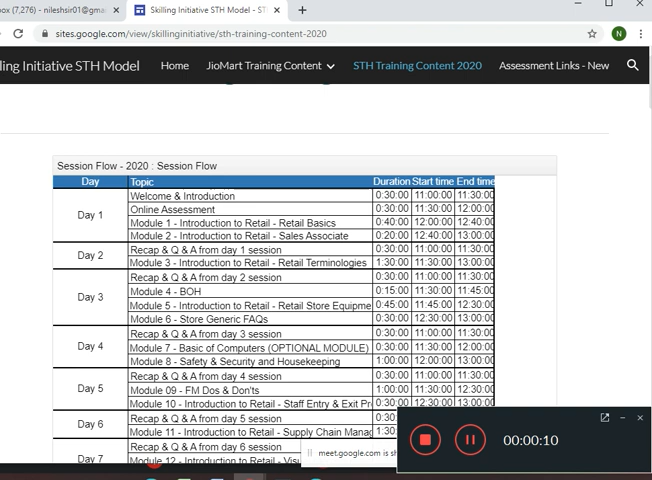 box (7,276) - nileshsir01@gma
Skilling Initiative STH Model - ST
sites.google.com/view/skillinginitiative/sth-training-content-2020
N
ling Initiative STH Model
Home
JioMart Training Content
STH Training Content 2020
Assessment Links - New
Session Flow - 2020 : Session Flow
Day Topic Duration Start time End time
Day 1
Welcome & Introduction 0:30:00 11:00:00 11:30:00
Online Assessment 0:30:00 11:30:00 12:00:00
Module 1 - Introduction to Retail - Retail Basics 0:40:00 12:00:00 12:40:00
Module 2 - Introduction to Retail - Sales Associate 0:20:00 12:40:00 13:00:00
Day 2
Recap & Q & A from day 1 session 0:30:00 11:00:00 11:30:00
Module 3 - Introduction to Retail - Retail Terminologies 1:30:00 11:30:00 13:00:00
Day 3
Recap & Q & A from day 2 session 0:30:00 11:00:00 11:30:00
Module 4 - BOH 0:15:00 11:30:00 11:45:00
Module 5 - Introduction to Retail - Retail Store Equipme 0:45:00 11:45:00 12:30:00
Module 6 - Store Generic FAQs 0:30:00 12:30:00 13:00:00
Day 4
Recap & Q & A from day 3 session 0:30:00 11:00:00 11:30:00
Module 7 - Basic of Computers (OPTIONAL MODULE) 0:30:00 11:30:00 12:00:00
Module 8 - Safety & Security and Housekeeping 1:00:00 12:00:00 13:00:00
Day 5
Recap & Q & A from day 4 session 0:30:00 11:00:00 11:30:00
Module 09 - FM Dos & Don'ts 1:00:00 11:30:00 12:30:00
Module 10 - Introduction to Retail - Staff Entry & Exit Pr 0:30:00 12:30:00 13:00:00
Day 6
Recap & Q & A from day 5 session 0:30
Module 11 - Introduction to Retail - Supply Chain Manag 1:30
Day 7
Recap & Q & A from day 6 session
Module 12 - Introduction to Retail - Visu
meet.google.com is sh
00:00:10